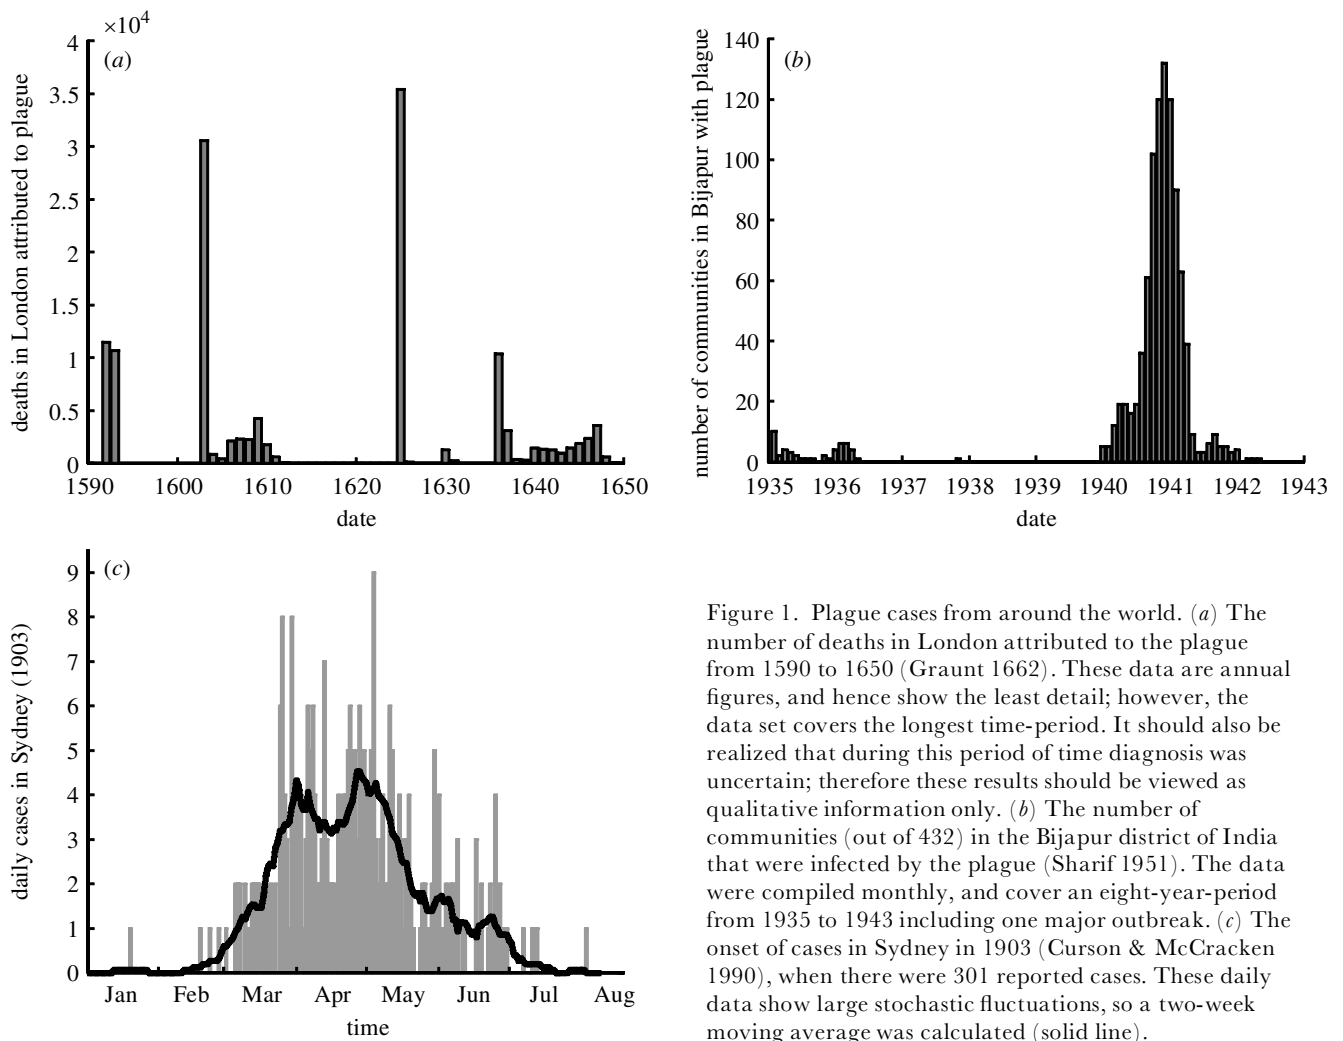 ×10⁴
(a)
4
3.5
3
2.5
2
1.5
1
0.5
0
deaths in London attributed to plague
1590 1600 1610 1620 1630 1640 1650
date
(b)
140
120
100
80
60
40
20
0
number of communities in Bijapur with plague
1935 1936 1937 1938 1939 1940 1941 1942 1943
date
(c)
9
8
7
6
5
4
3
2
1
0
daily cases in Sydney (1903)
Jan Feb Mar Apr May Jun Jul Aug
time
Figure 1. Plague cases from around the world. (a) The
number of deaths in London attributed to the plague
from 1590 to 1650 (Graunt 1662). These data are annual
figures, and hence show the least detail; however, the
data set covers the longest time-period. It should also be
realized that during this period of time diagnosis was
uncertain; therefore these results should be viewed as
qualitative information only. (b) The number of
communities (out of 432) in the Bijapur district of India
that were infected by the plague (Sharif 1951). The data
were compiled monthly, and cover an eight-year-period
from 1935 to 1943 including one major outbreak. (c) The
onset of cases in Sydney in 1903 (Curson & McCracken
1990), when there were 301 reported cases. These daily
data show large stochastic fluctuations, so a two-week
moving average was calculated (solid line).